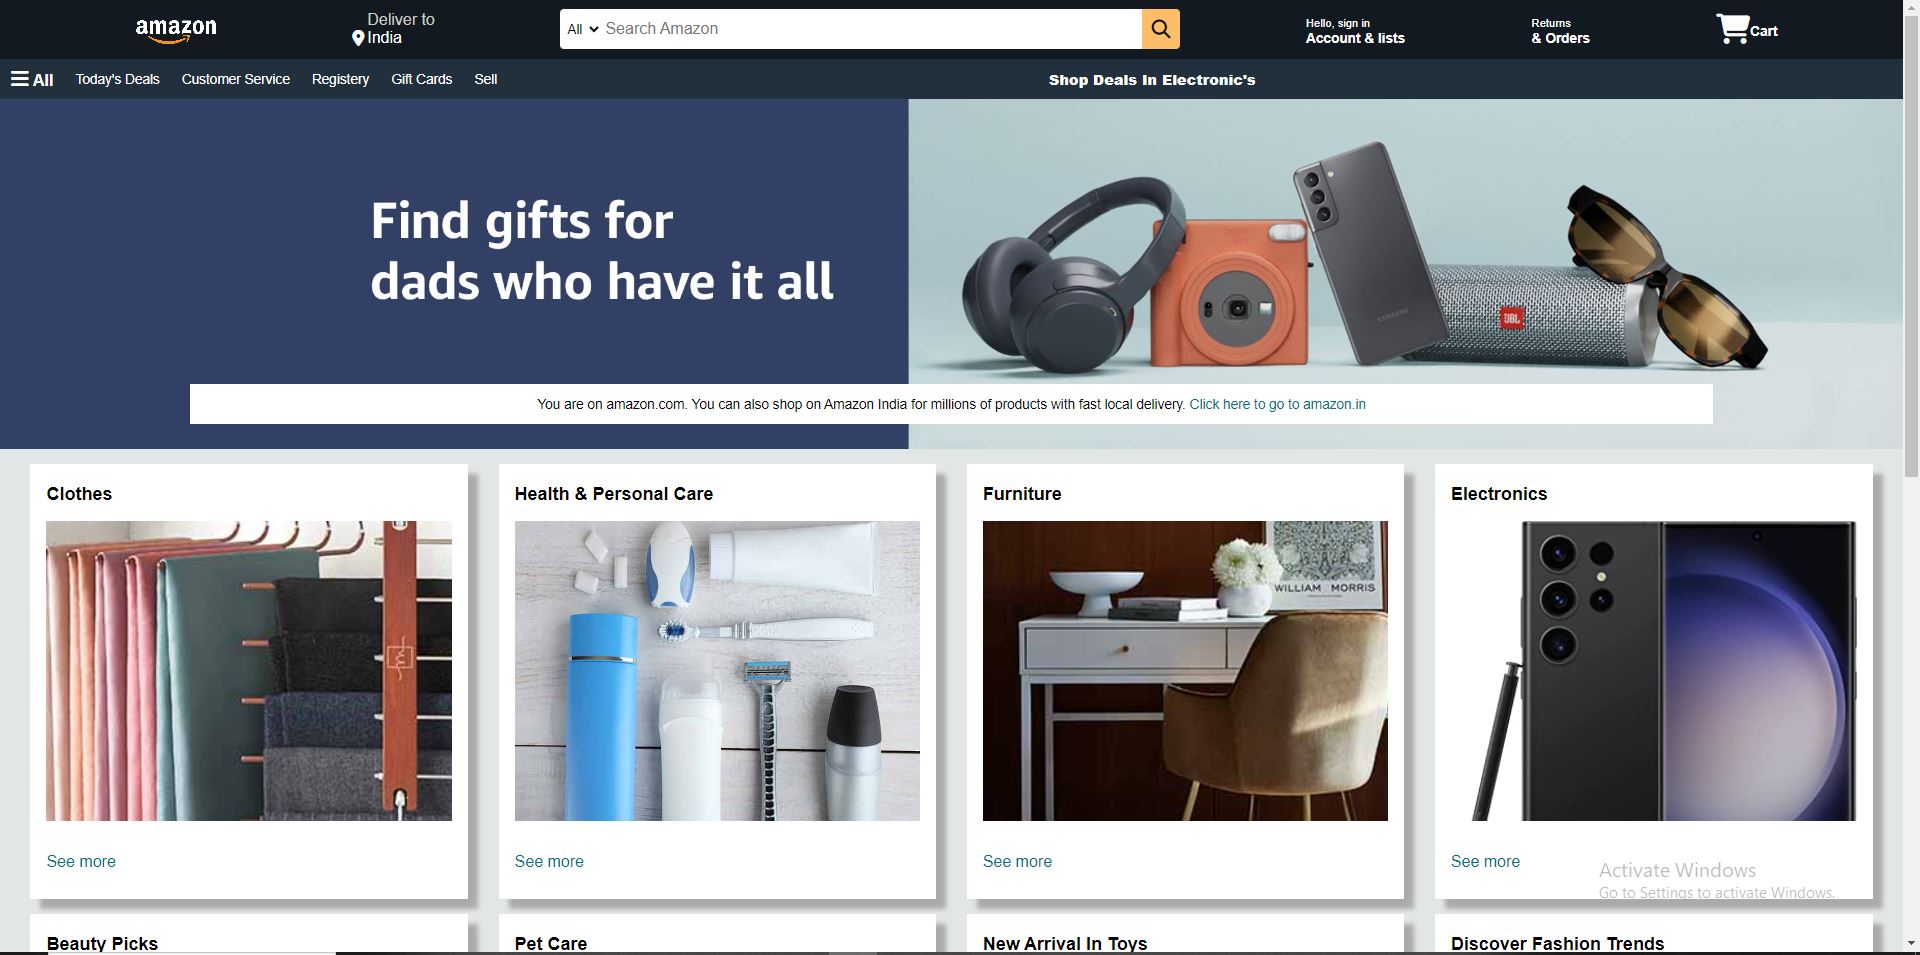 amazon
Deliver to
India
All
Search Amazon
Hello, sign in
Account & lists
Returns
& Orders
Cart
All
Today's Deals
Customer Service
Registery
Gift Cards
Sell
Shop Deals In Electronic's
Find gifts for
dads who have it all
SAMSUNG
JBL
You are on amazon.com. You can also shop on Amazon India for millions of products with fast local delivery. Click here to go to amazon.in
Clothes
Health & Personal Care
Furniture
Electronics
WILLIAM MORRIS
See more
See more
See more
See more
Activate Windows
Go to Settings to activate Windows.
Beauty Picks
Pet Care
New Arrival In Toys
Discover Fashion Trends